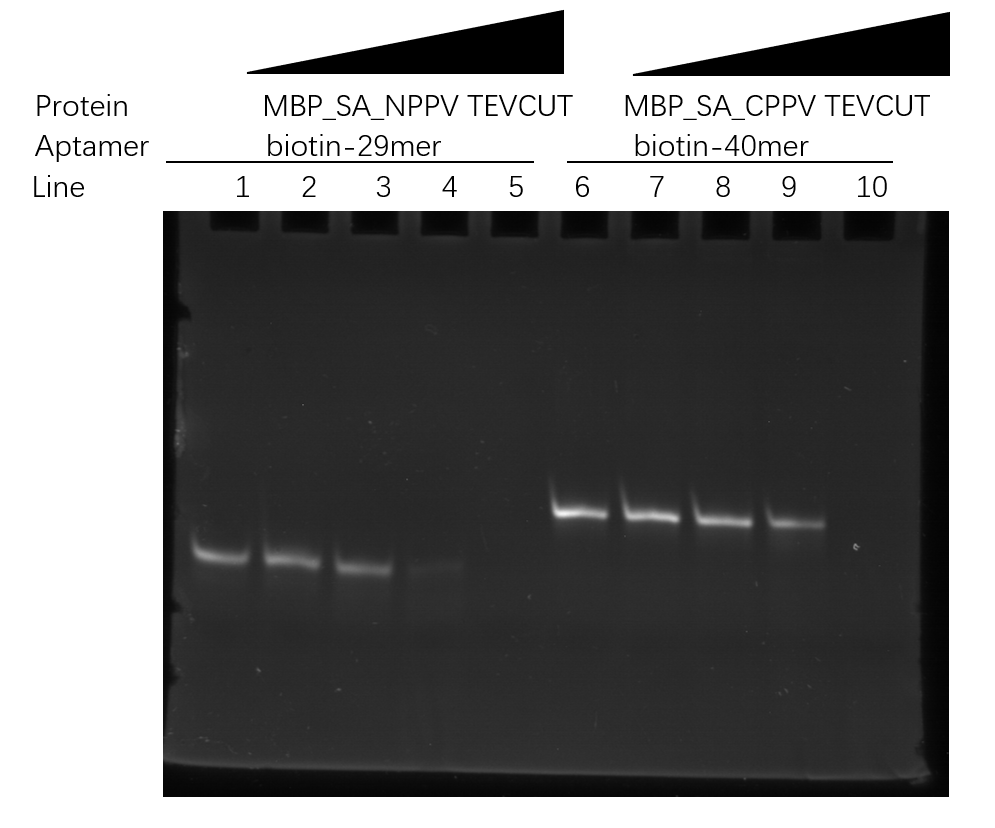 Protein MBP_SA_NPPV TEVCUT MBP_SA_CPPV TEVCUT
Aptamer biotin-29mer biotin-40mer
Line 1 2 3 4 5 6 7 8 9 10